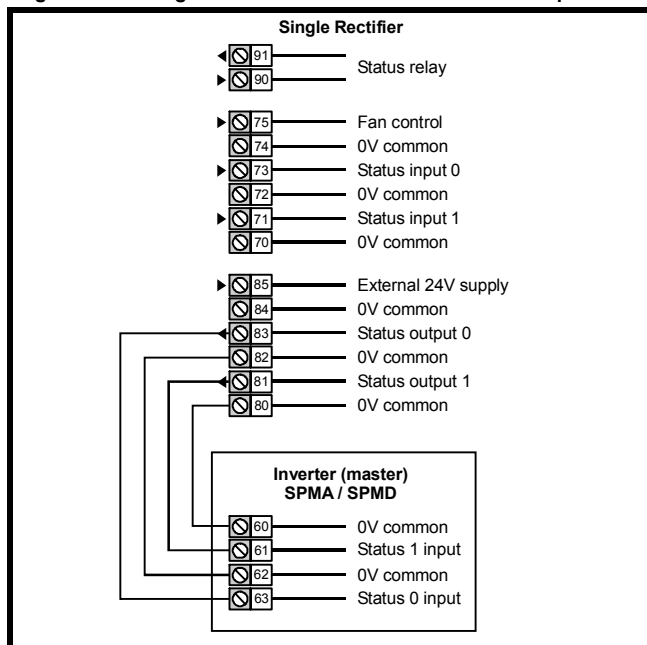 Single Rectifier
91
Status relay
90
75 Fan control
74 0V common
73 Status input 0
72 0V common
71 Status input 1
70 0V common
85 External 24V supply
84 0V common
83 Status output 0
82 0V common
81 Status output 1
80 0V common
Inverter (master)
SPMA / SPMD
60 0V common
61 Status 1 input
62 0V common
63 Status 0 input